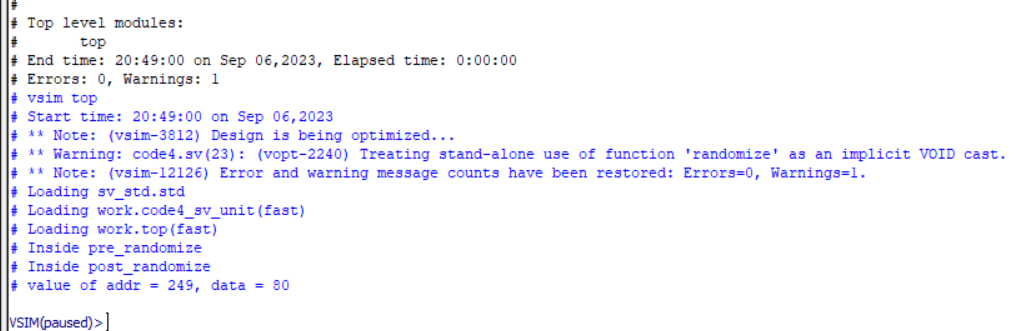 #
# Top level modules:
#       top
# End time: 20:49:00 on Sep 06,2023, Elapsed time: 0:00:00
# Errors: 0, Warnings: 1
# vsim top
# Start time: 20:49:00 on Sep 06,2023
# ** Note: (vsim-3812) Design is being optimized...
# ** Warning: code4.sv(23): (vopt-2240) Treating stand-alone use of function 'randomize' as an implicit VOID cast.
# ** Note: (vsim-12126) Error and warning message counts have been restored: Errors=0, Warnings=1.
# Loading sv_std.std
# Loading work.code4_sv_unit(fast)
# Loading work.top(fast)
# Inside pre_randomize
# Inside post_randomize
# value of addr = 249, data = 80
VSIM(paused)>